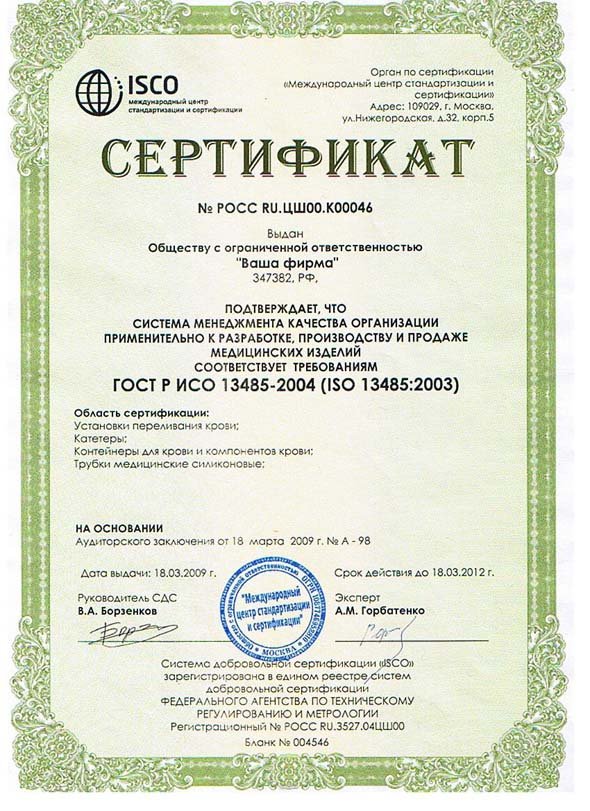 ISCO
международный центр
стандартизации и сертификации
Орган по сертификации
«Международный центр стандартизации и
сертификации»
Адрес: 109029, г. Москва,
ул.Нижегородская, д.32, корп.5
СЕРТИФИКАТ
№ РОСС RU.ЦШ00.К00046
Выдан
Обществу с ограниченной ответственностью
"Ваша фирма"
347382, РФ,
ПОДТВЕРЖДАЕТ, ЧТО
СИСТЕМА МЕНЕДЖМЕНТА КАЧЕСТВА ОРГАНИЗАЦИИ
ПРИМЕНИТЕЛЬНО К РАЗРАБОТКЕ, ПРОИЗВОДСТВУ И ПРОДАЖЕ
МЕДИЦИНСКИХ ИЗДЕЛИЙ
СООТВЕТСТВУЕТ ТРЕБОВАНИЯМ
ГОСТ Р ИСО 13485-2004 (ISO 13485:2003)
Область сертификации:
Установки переливания крови;
Катетеры;
Контейнеры для крови и компонентов крови;
Трубки медицинские силиконовые;
НА ОСНОВАНИИ
Аудиторского заключения от 18 марта 2009 г. № А - 98
Дата выдачи: 18.03.2009 г.
Срок действия до 18.03.2012 г.
Руководитель СДС
В.А. Борзенков
Эксперт
А.М. Горбатенко
Общество с ограниченной ответственностью
"Международный
центр стандартизации
и сертификации"
* МОСКВА *
Система добровольной сертификации «ISCO»
зарегистрирована в едином реестре систем
добровольной сертификации
ФЕДЕРАЛЬНОГО АГЕНТСТВА ПО ТЕХНИЧЕСКОМУ
РЕГУЛИРОВАНИЮ И МЕТРОЛОГИИ
Регистрационный № РОСС RU.3527.04ЦШ00
Бланк № 004546